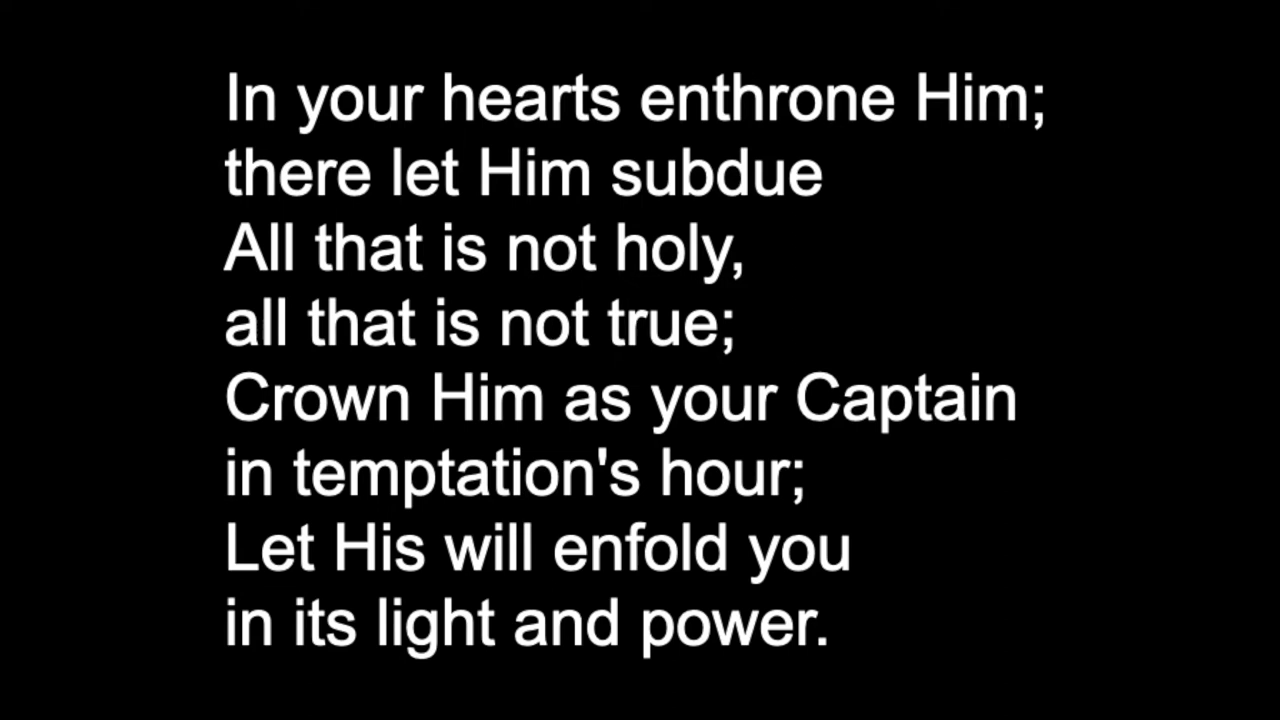 In your hearts enthrone Him;
there let Him subdue
All that is not holy,
all that is not true;
Crown Him as your Captain
in temptation's hour;
Let His will enfold you
in its light and power.